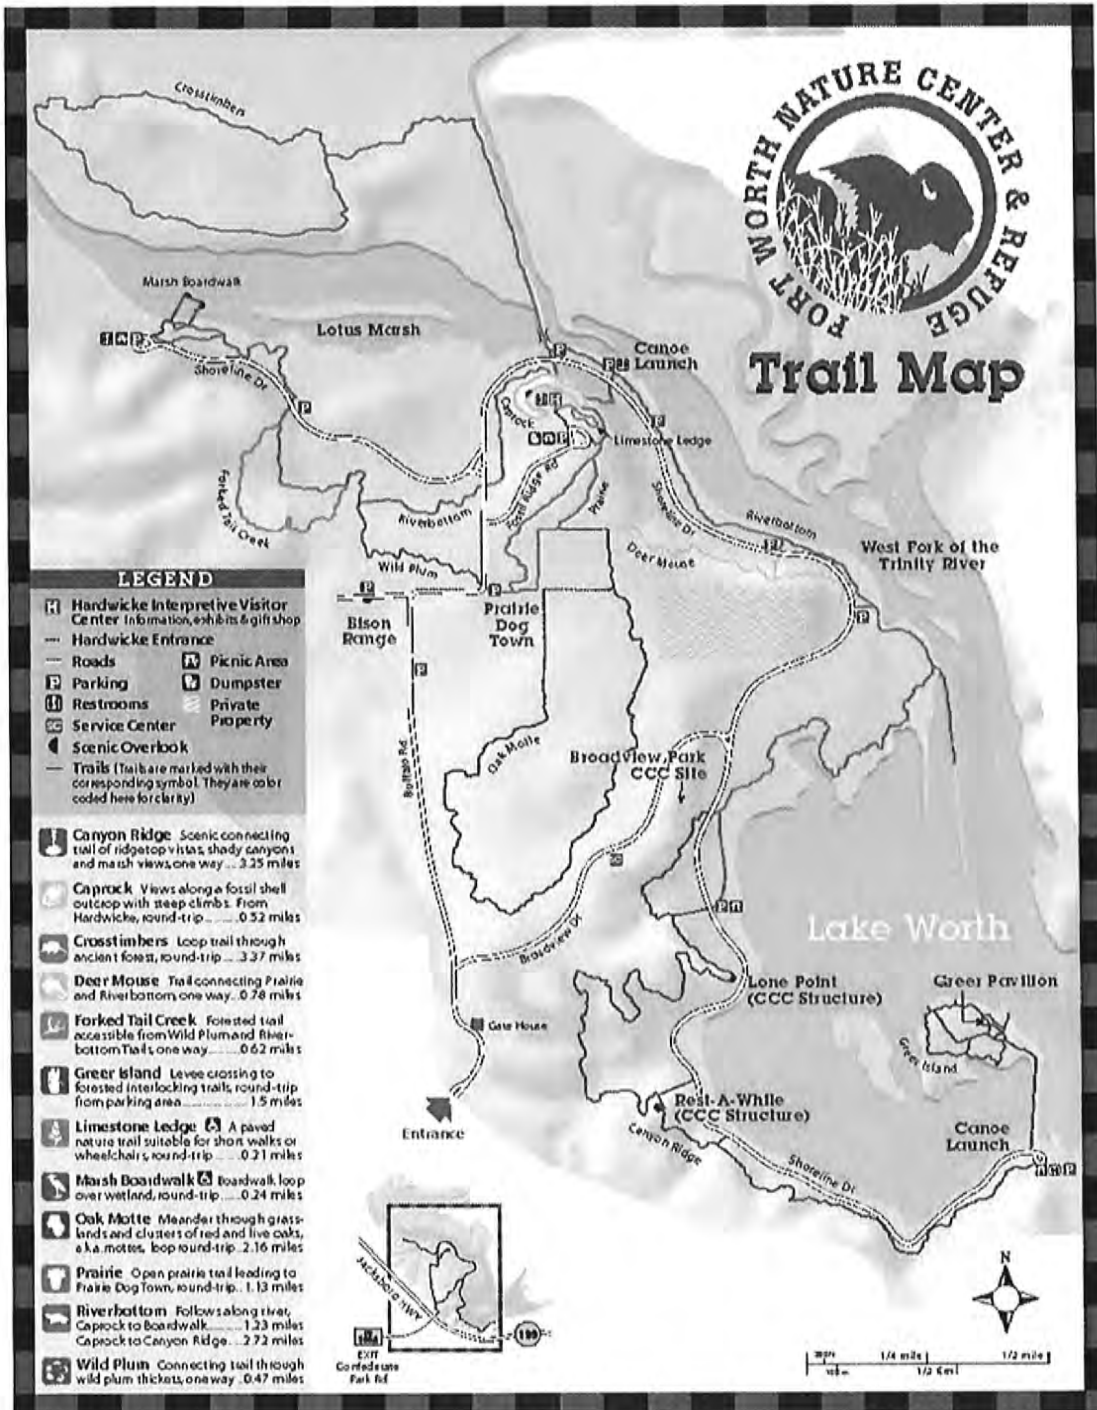 FORT WORTH NATURE CENTER & REFUGE
Trail Map
Crosstimbers
Marsh Boardwalk
Lotus Marsh
Shoreline Dr
Canoe
Launch
Caprock
Limestone Ledge
Fossil Ridge Rd
Prairie
Forked Tail Creek
Riverbottom
Shoreline Dr
Riverbottom
Deer Mouse
West Fork of the
Trinity River
Wild Plum
Bison
Range
Prairie
Dog
Town
Buffalo Rd
Oak Motte
Broadview Park
CCC Site
Broadview Dr
Lake Worth
Lone Point
(CCC Structure)
Greer Pavilion
Greer Island
Gate House
Entrance
Rest-A-While
(CCC Structure)
Canyon Ridge
Shoreline Dr
Canoe
Launch
LEGEND
H Hardwicke Interpretive Visitor
Center Information, exhibits & gift shop
Hardwicke Entrance
Roads
Picnic Area
P Parking
Dumpster
Restrooms
Private
Property
SC Service Center
Scenic Overlook
Trails (Trails are marked with their
corresponding symbol. They are color
coded here for clarity)
Canyon Ridge Scenic connecting
trail of ridgetop vistas, shady canyons
and marsh views, one way ... 3.25 miles
Caprock Views along a fossil shell
outcrop with steep climbs. From
Hardwicke, round-trip ........ 0.52 miles
Crosstimbers Loop trail through
ancient forest, round-trip ... 3.37 miles
Deer Mouse Trail connecting Prairie
and Riverbottom, one way .. 0.78 miles
Forked Tail Creek Forested trail
accessible from Wild Plum and River-
bottom Trails, one way ......... 0.62 miles
Greer Island Levee crossing to
forested interlocking trails, round-trip
from parking area ................ 1.5 miles
Limestone Ledge A paved
nature trail suitable for short walks or
wheelchairs, round-trip ..... 0.21 miles
Marsh Boardwalk Boardwalk loop
over wetland, round-trip ..... 0.24 miles
Oak Motte Meander through grass-
lands and clusters of red and live oaks,
a.k.a. mottes, loop round-trip .. 2.16 miles
Prairie Open prairie trail leading to
Prairie Dog Town, round-trip .. 1.13 miles
Riverbottom Follows along river,
Caprock to Boardwalk ........ 1.23 miles
Caprock to Canyon Ridge ... 2.72 miles
Wild Plum Connecting trail through
wild plum thickets, one way .. 0.47 miles
Jacksboro HWY
199
EXIT
Confederate
Park Rd
N
1/4 mile
1/2 mile